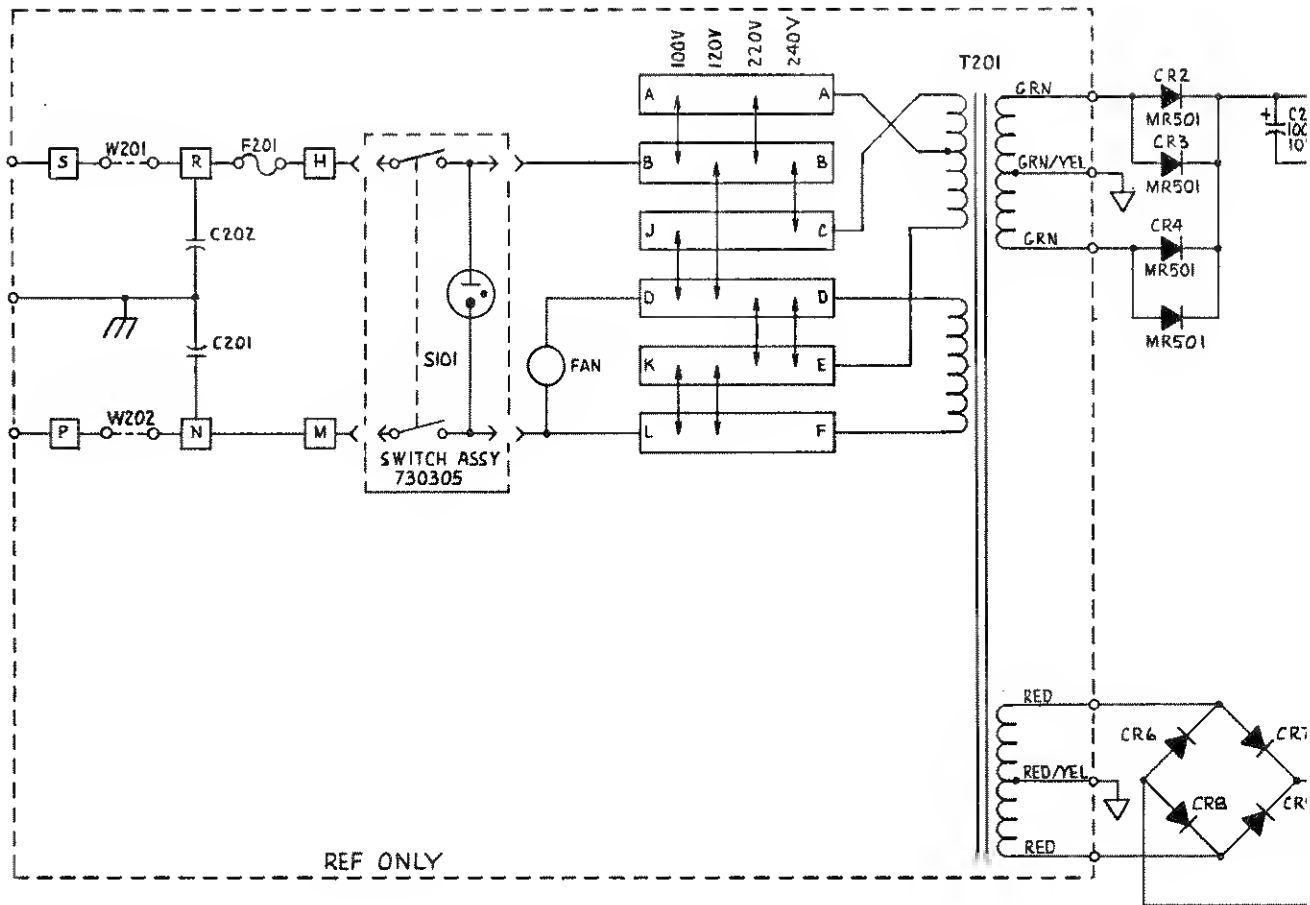 100V 120V 220V 240V
T201
A A
GRN
CR2
MR501
CR3
MR501
W201
F201
S R H
B B
GRN/YEL
C202
J C
GRN
CR4
MR501
D D
MR501
C201
S101
FAN
K E
W202
P N M
L F
SWITCH ASSY
730305
RED
CR6
CR7
RED/YEL
CR8
RED
REF ONLY